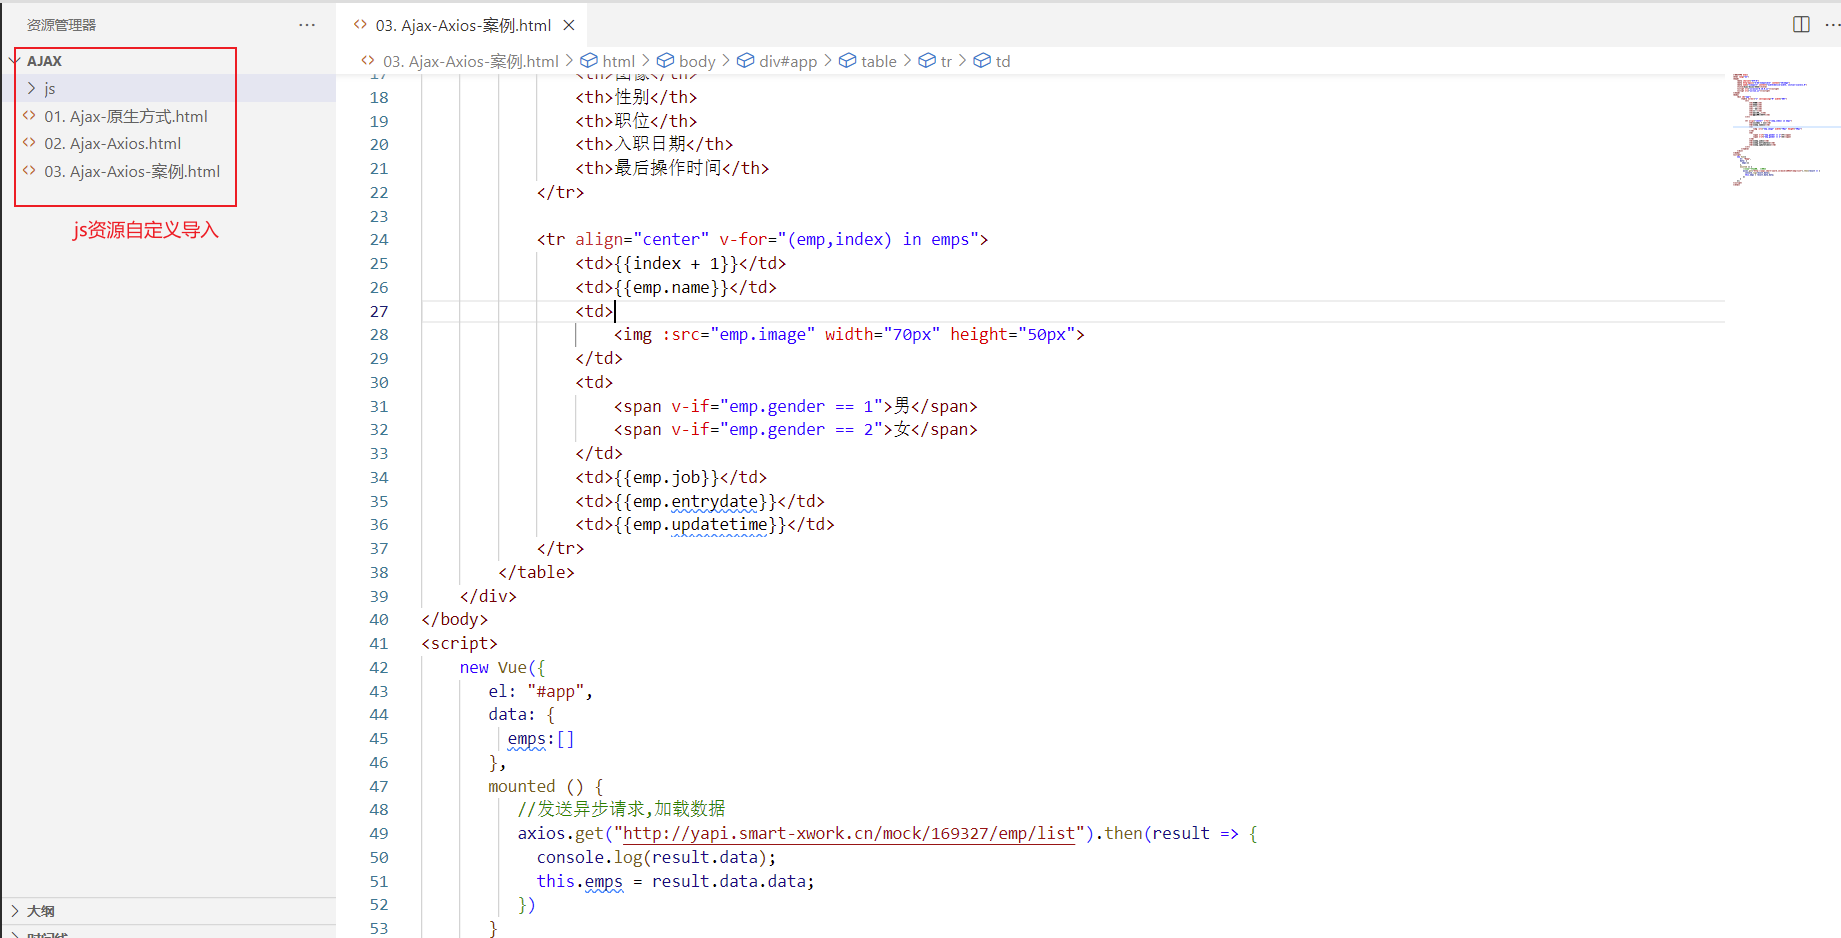 资源管理器 ···
AJAX
js
01. Ajax-原生方式.html
02. Ajax-Axios.html
03. Ajax-Axios-案例.html
js资源自定义导入
大纲
时间线
03. Ajax-Axios-案例.html
03. Ajax-Axios-案例.html > html > body > div#app > table > tr > td
17 <th>图像</th>
18 <th>性别</th>
19 <th>职位</th>
20 <th>入职日期</th>
21 <th>最后操作时间</th>
22 </tr>
23
24 <tr align="center" v-for="(emp,index) in emps">
25 <td>{{index + 1}}</td>
26 <td>{{emp.name}}</td>
27 <td>
28 <img :src="emp.image" width="70px" height="50px">
29 </td>
30 <td>
31 <span v-if="emp.gender == 1">男</span>
32 <span v-if="emp.gender == 2">女</span>
33 </td>
34 <td>{{emp.job}}</td>
35 <td>{{emp.entrydate}}</td>
36 <td>{{emp.updatetime}}</td>
37 </tr>
38 </table>
39 </div>
40 </body>
41 <script>
42 new Vue({
43 el: "#app",
44 data: {
45 emps:[]
46 },
47 mounted () {
48 //发送异步请求,加载数据
49 axios.get("http://yapi.smart-xwork.cn/mock/169327/emp/list").then(result => {
50 console.log(result.data);
51 this.emps = result.data.data;
52 })
53 }